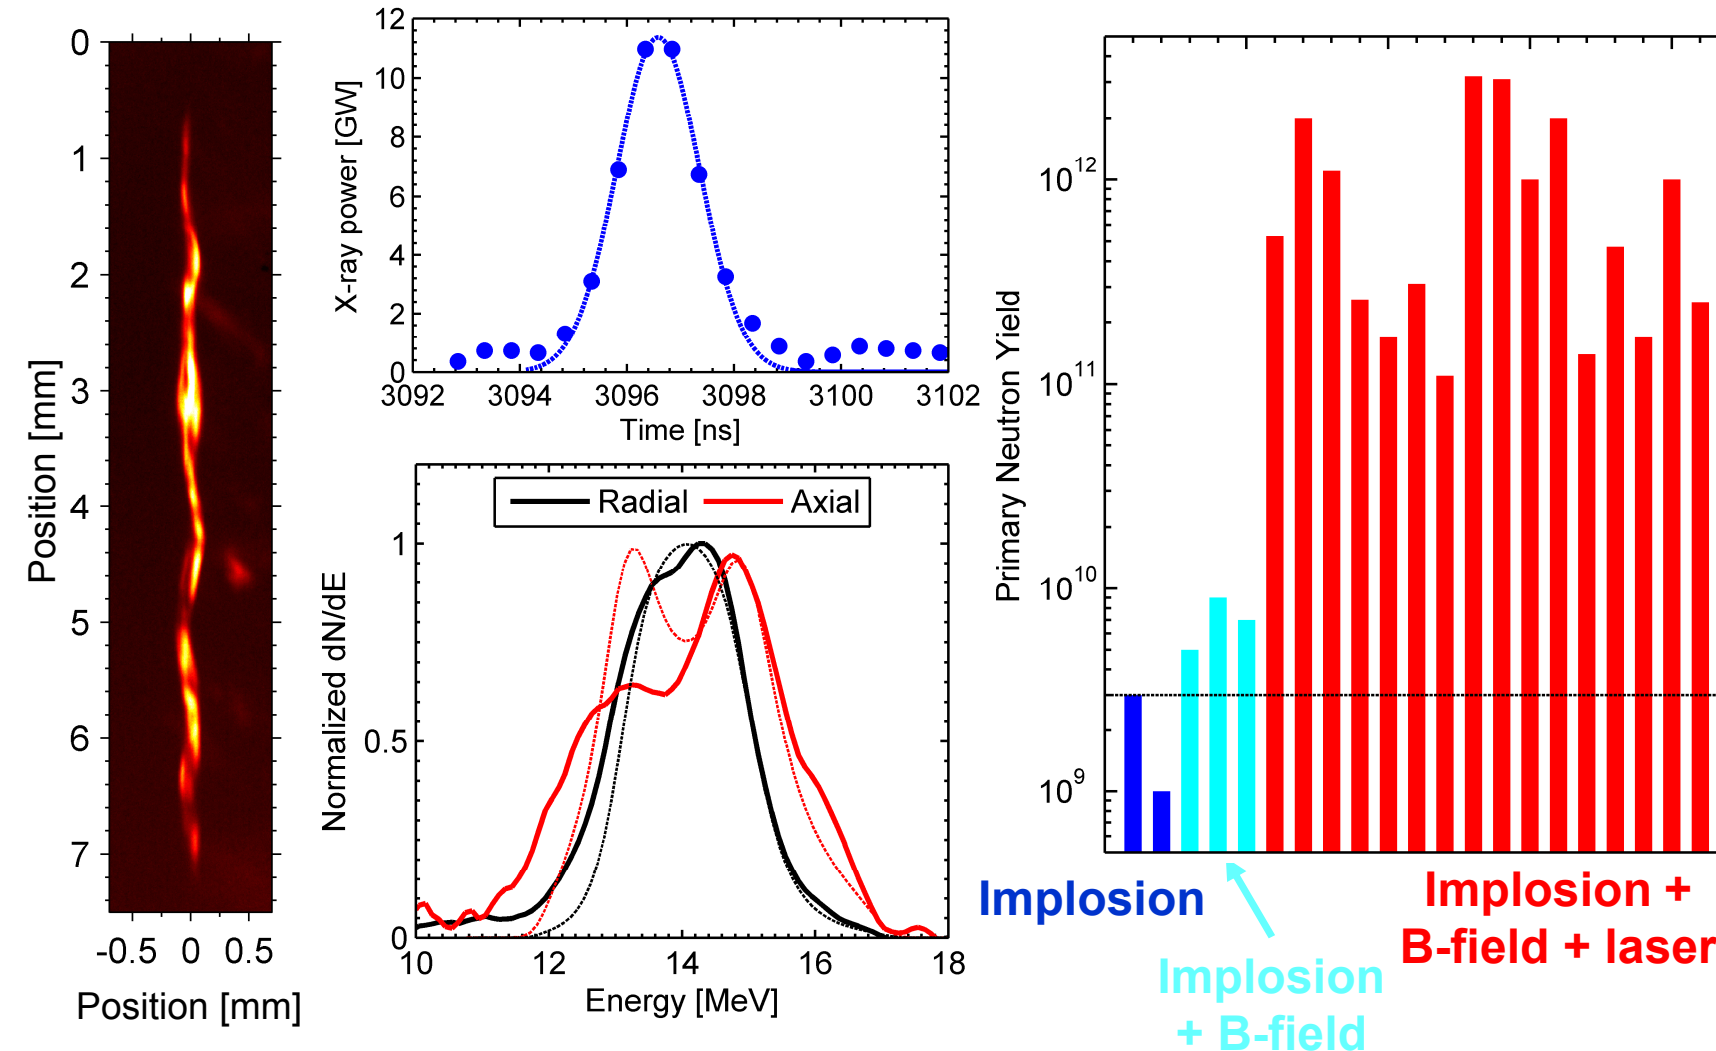 0
1
2
3
4
5
6
7
Position [mm]
-0.5 0 0.5
Position [mm]
12
10
8
6
4
2
0
X-ray power [GW]
3092 3094 3096 3098 3100 3102
Time [ns]
Radial Axial
1
0.5
0
Normalized dN/dE
10 12 14 16 18
Energy [MeV]
10^12
10^11
10^10
10^9
Primary Neutron Yield
Implosion
Implosion
+ B-field
Implosion +
B-field + laser